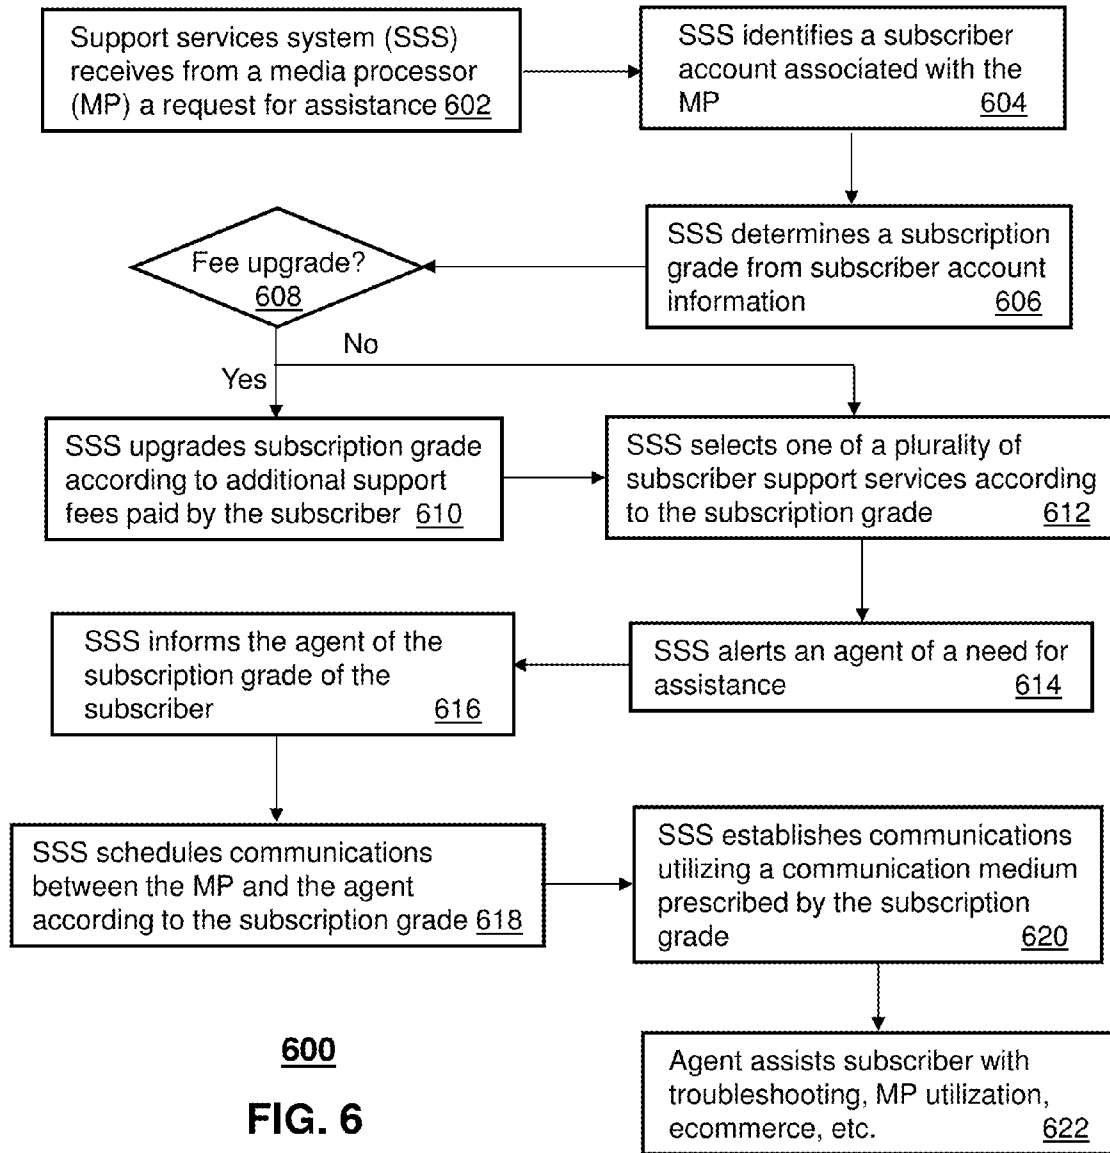 Support services system (SSS)
receives from a media processor
(MP) a request for assistance 602
SSS identifies a subscriber
account associated with the
MP 604
SSS determines a subscription
grade from subscriber account
information 606
Fee upgrade?
608
No
Yes
SSS upgrades subscription grade
according to additional support
fees paid by the subscriber 610
SSS selects one of a plurality of
subscriber support services according
to the subscription grade 612
SSS alerts an agent of a need for
assistance 614
SSS informs the agent of the
subscription grade of the
subscriber 616
SSS schedules communications
between the MP and the agent
according to the subscription grade 618
SSS establishes communications
utilizing a communication medium
prescribed by the subscription
grade 620
Agent assists subscriber with
troubleshooting, MP utilization,
ecommerce, etc. 622
600
FIG. 6